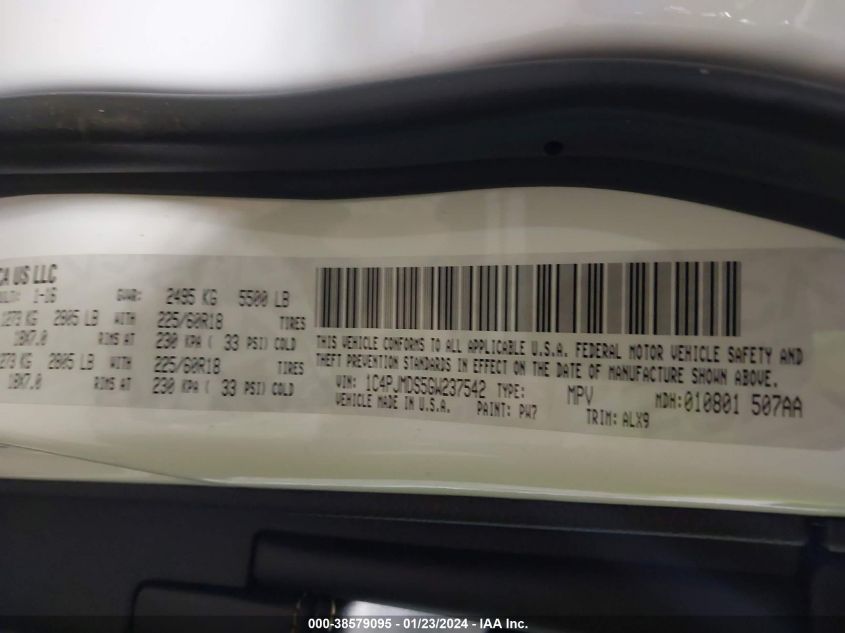 CA US LLC
1-16 GVWR: 2495 KG 5500 LB
1273 KG 2805 LB WITH 225/60R18 TIRES
18X7.0 RIMS AT 230 KPA ( 33 PSI) COLD
273 KG 2805 LB WITH 225/60R18 TIRES
18X7.0 RIMS AT 230 KPA ( 33 PSI) COLD
THIS VEHICLE CONFORMS TO ALL APPLICABLE U.S.A. FEDERAL MOTOR VEHICLE SAFETY AND
THEFT PREVENTION STANDARDS IN EFFECT ON THE DATE OF MANUFACTURE SHOWN ABOVE.
VIN: 1C4PJMDS5GW237542 TYPE: MPV MDH:010801 507AA
VEHICLE MADE IN U.S.A. PAINT: PW7 TRIM: ALX9
000-38579095 - 01/23/2024 - IAA Inc.